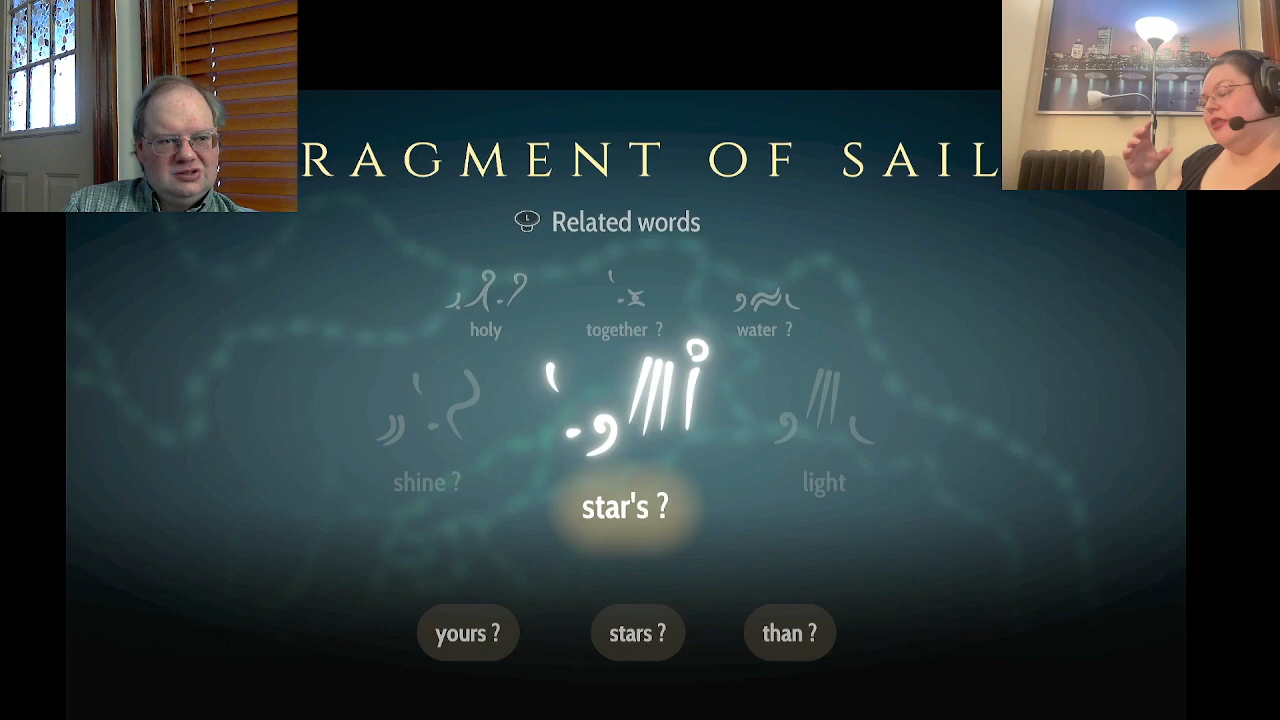 RAGMENT OF SAIL
Related words
holy together ? water ?
shine ? star's ? light
yours ? stars ? than ?